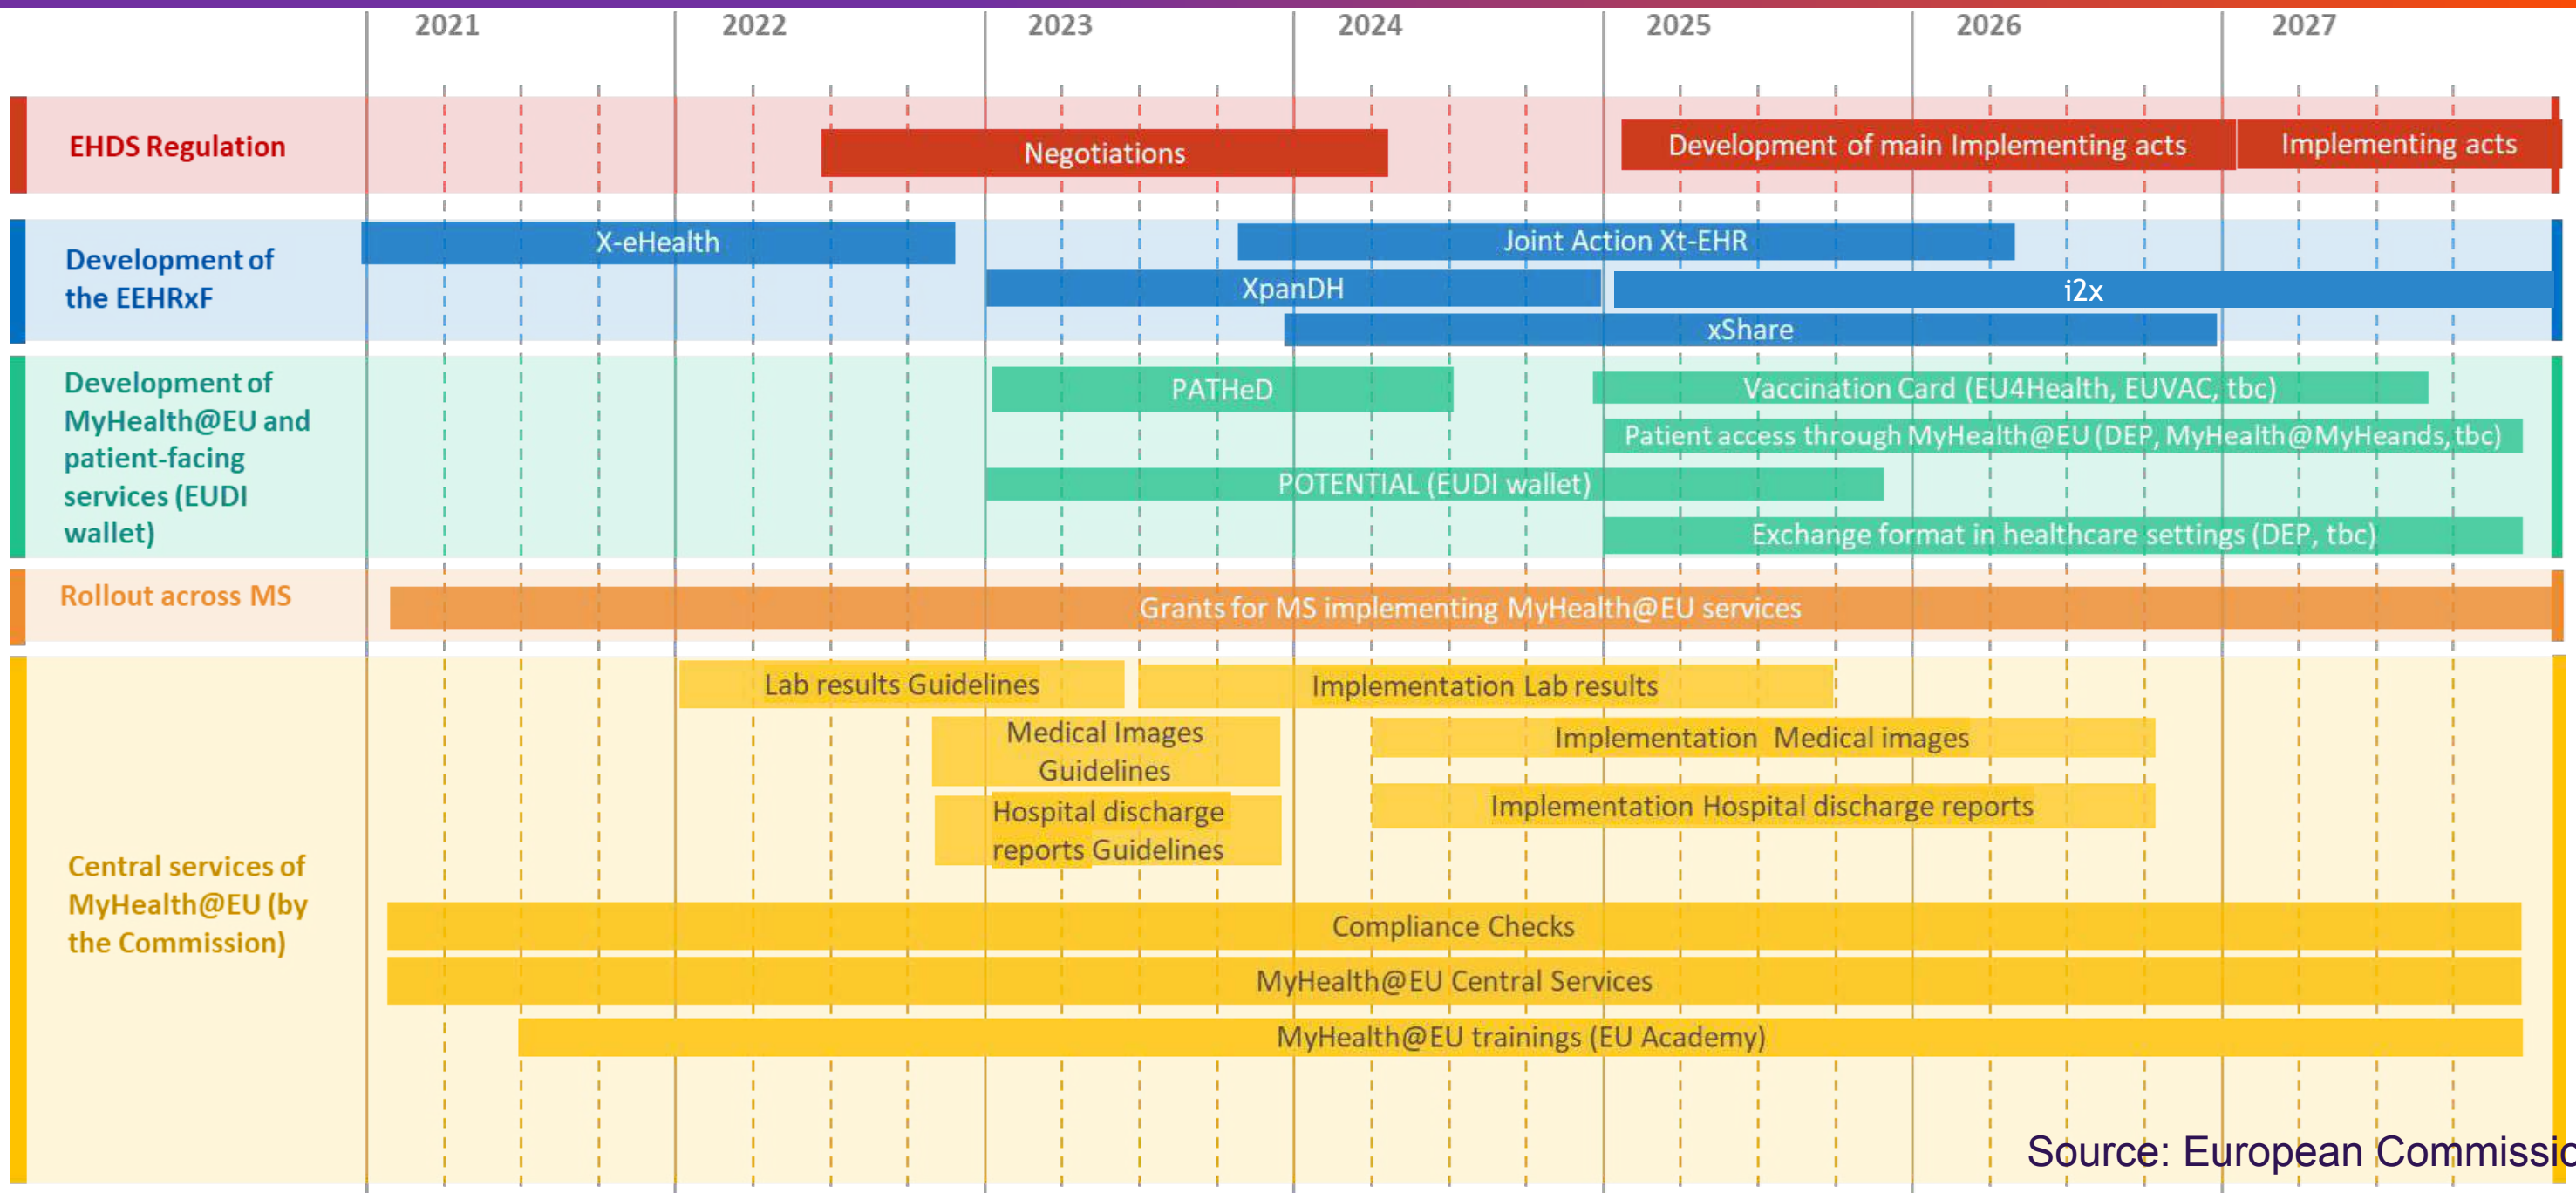 2021 2022 2023 2024 2025 2026 2027
EHDS Regulation
Negotiations
Development of main Implementing acts
Implementing acts
Development of
the EEHRxF
X-eHealth
Joint Action Xt-EHR
XpanDH
i2x
xShare
Development of
MyHealth@EU and
patient-facing
services (EUDI
wallet)
PATHeD
Vaccination Card (EU4Health, EUVAC, tbc)
Patient access through MyHealth@EU (DEP, MyHealth@MyHeands, tbc)
POTENTIAL (EUDI wallet)
Exchange format in healthcare settings (DEP, tbc)
Rollout across MS
Grants for MS implementing MyHealth@EU services
Central services of
MyHealth@EU (by
the Commission)
Lab results Guidelines
Implementation Lab results
Medical Images
Guidelines
Implementation Medical images
Hospital discharge
reports Guidelines
Implementation Hospital discharge reports
Compliance Checks
MyHealth@EU Central Services
MyHealth@EU trainings (EU Academy)
Source: European Commissio